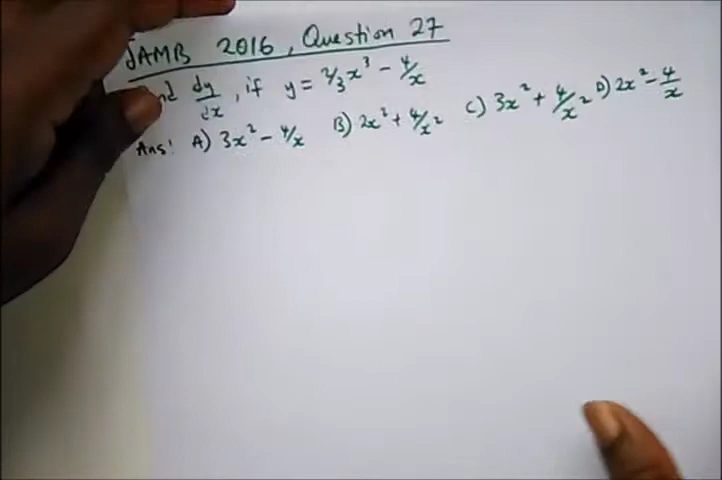 JAMB 2016, Question 27
nd dy/dx, if y = 2/3x³ - 4/x
Ans: A) 3x² - 4/x B) 2x² + 4/x² C) 3x² + 4/x² D) 2x² - 4/x